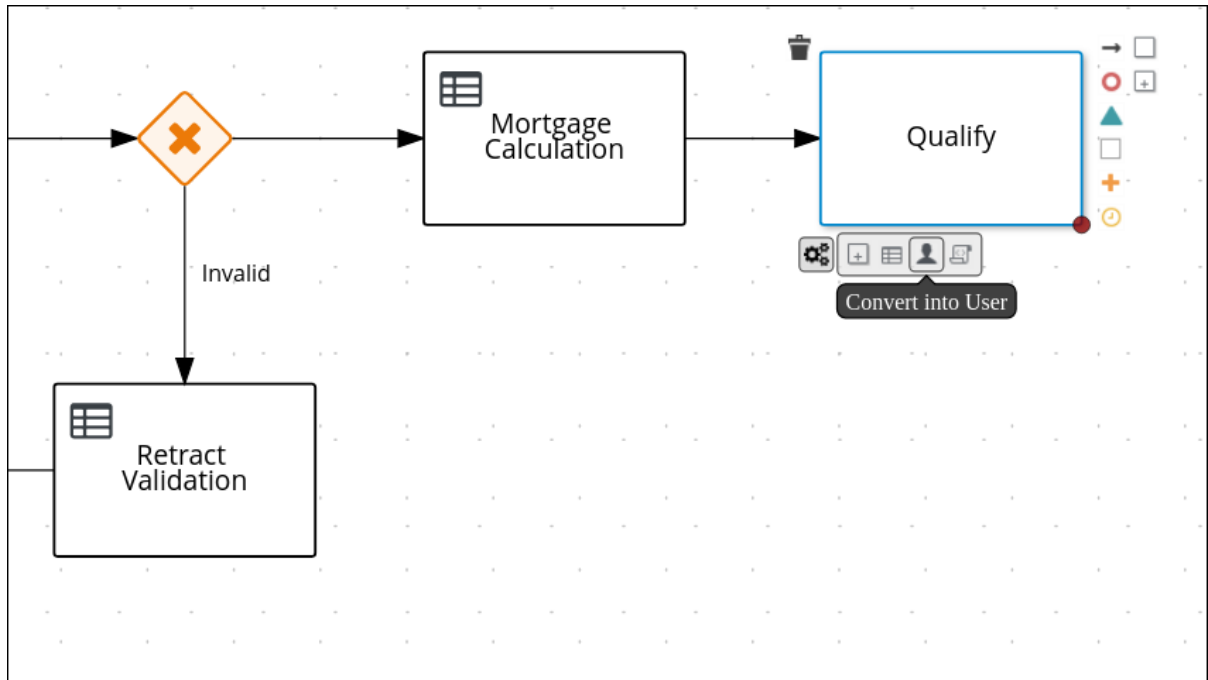 Mortgage
Calculation
Qualify
Invalid
Convert into User
Retract
Validation